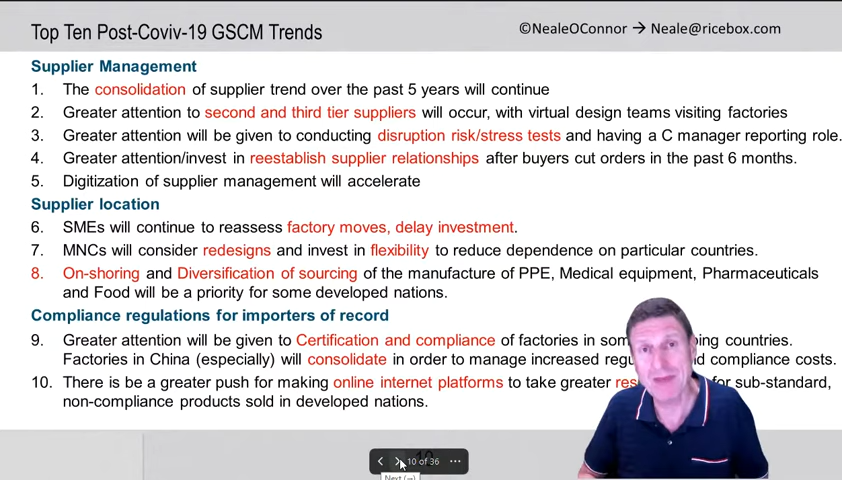 Top Ten Post-Coviv-19 GSCM Trends
©NealeOConnor → Neale@ricebox.com
Supplier Management
1. The consolidation of supplier trend over the past 5 years will continue
2. Greater attention to second and third tier suppliers will occur, with virtual design teams visiting factories
3. Greater attention will be given to conducting disruption risk/stress tests and having a C manager reporting role.
4. Greater attention/invest in reestablish supplier relationships after buyers cut orders in the past 6 months.
5. Digitization of supplier management will accelerate
Supplier location
6. SMEs will continue to reassess factory moves, delay investment.
7. MNCs will consider redesigns and invest in flexibility to reduce dependence on particular countries.
8. On-shoring and Diversification of sourcing of the manufacture of PPE, Medical equipment, Pharmaceuticals
and Food will be a priority for some developed nations.
Compliance regulations for importers of record
9. Greater attention will be given to Certification and compliance of factories in countries.
Factories in China (especially) will consolidate in order to manage increased compliance costs.
10. There is be a greater push for making online internet platforms to take greater for sub-standard,
non-compliance products sold in developed nations.
10 of 36
Next